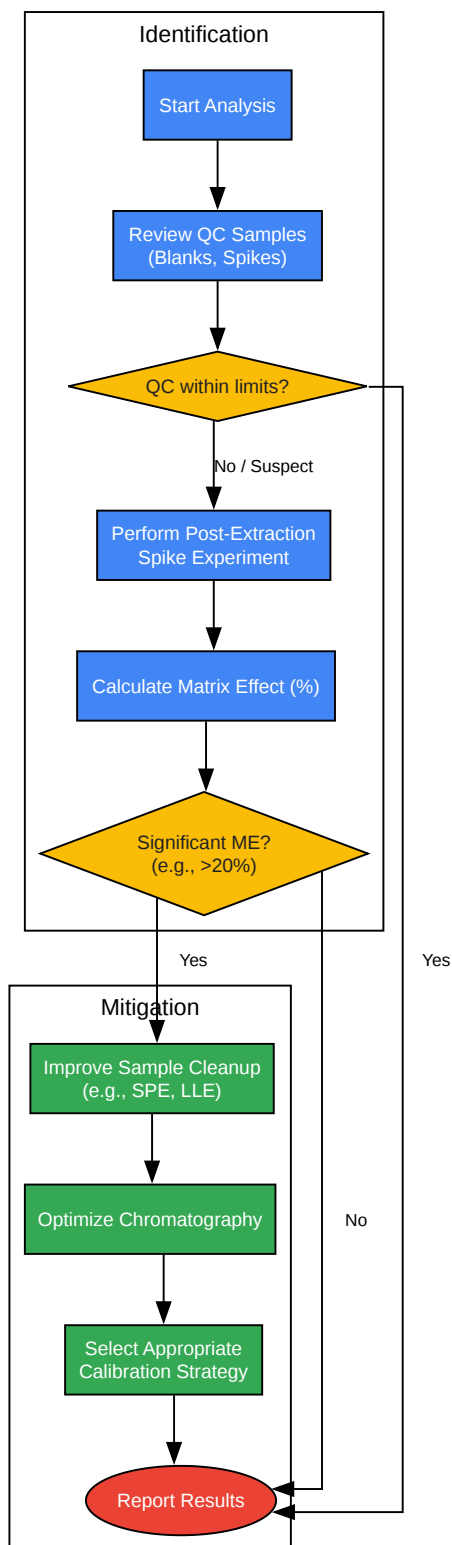 Identification
Start Analysis
Review QC Samples
(Blanks, Spikes)
QC within limits?
No / Suspect
Perform Post-Extraction
Spike Experiment
Calculate Matrix Effect (%)
Significant ME?
(e.g., >20%)
Yes
Yes
Mitigation
Improve Sample Cleanup
(e.g., SPE, LLE)
Optimize Chromatography
No
Select Appropriate
Calibration Strategy
Report Results